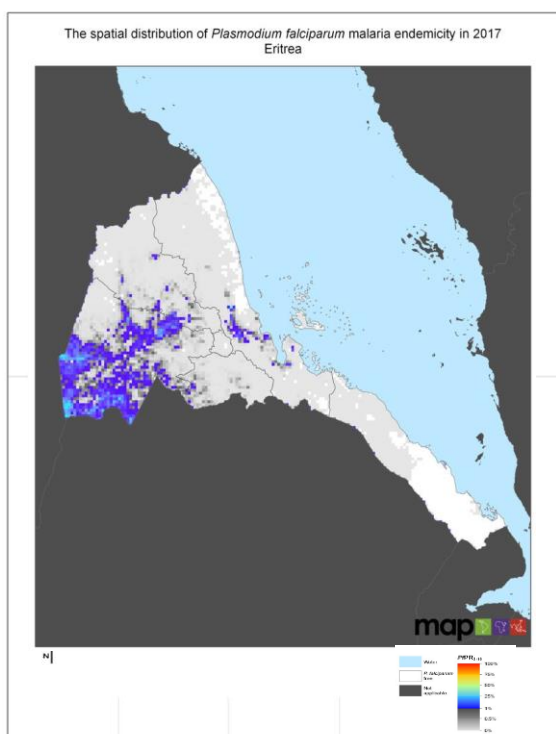 The spatial distribution of Plasmodium falciparum malaria endemicity in 2017
Eritrea
map
N
Water
P. falciparum
free
Not
applicable
100%
75%
50%
25%
1%
0.5%
0%